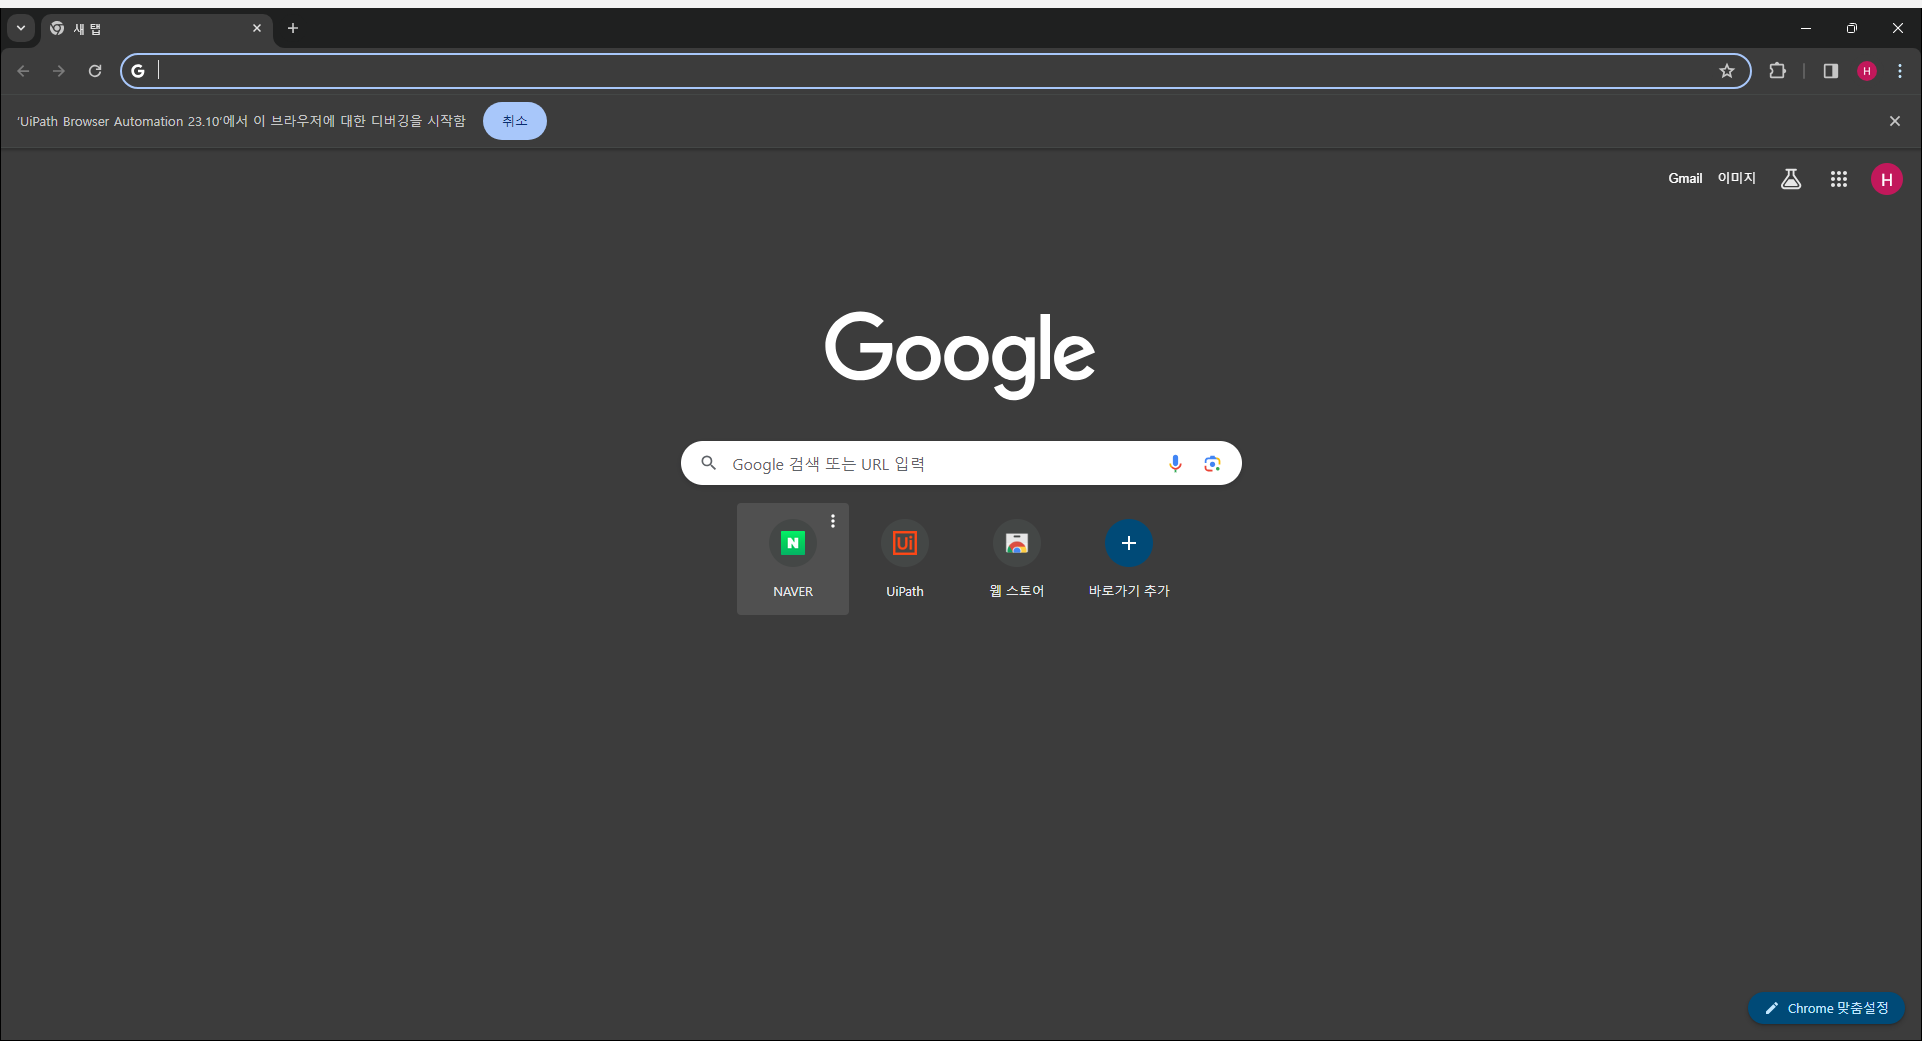 새 탭
'UiPath Browser Automation 23.10'에서 이 브라우저에 대한 디버깅을 시작함 취소
Gmail 이미지 H
Google
Google 검색 또는 URL 입력
NAVER UiPath 웹 스토어 바로가기 추가
Chrome 맞춤설정